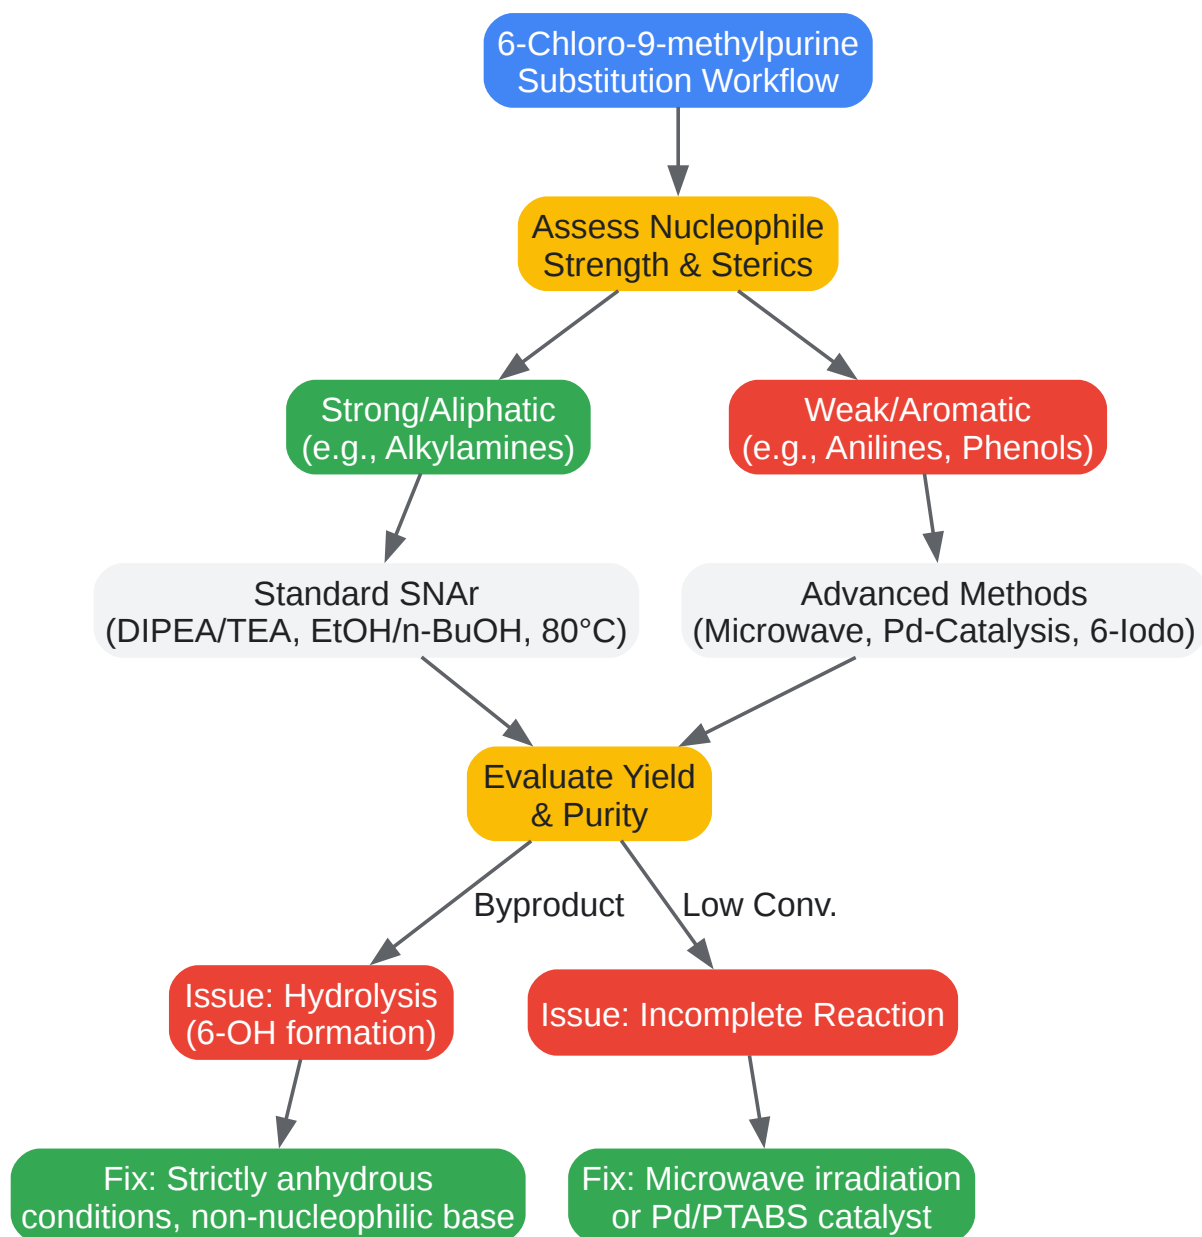 6-Chloro-9-methylpurine
Substitution Workflow
Assess Nucleophile
Strength & Sterics
Strong/Aliphatic
(e.g., Alkylamines)
Weak/Aromatic
(e.g., Anilines, Phenols)
Standard SNAr
(DIPEA/TEA, EtOH/n-BuOH, 80°C)
Advanced Methods
(Microwave, Pd-Catalysis, 6-Iodo)
Evaluate Yield
& Purity
Byproduct
Low Conv.
Issue: Hydrolysis
(6-OH formation)
Issue: Incomplete Reaction
Fix: Strictly anhydrous
conditions, non-nucleophilic base
Fix: Microwave irradiation
or Pd/PTABS catalyst